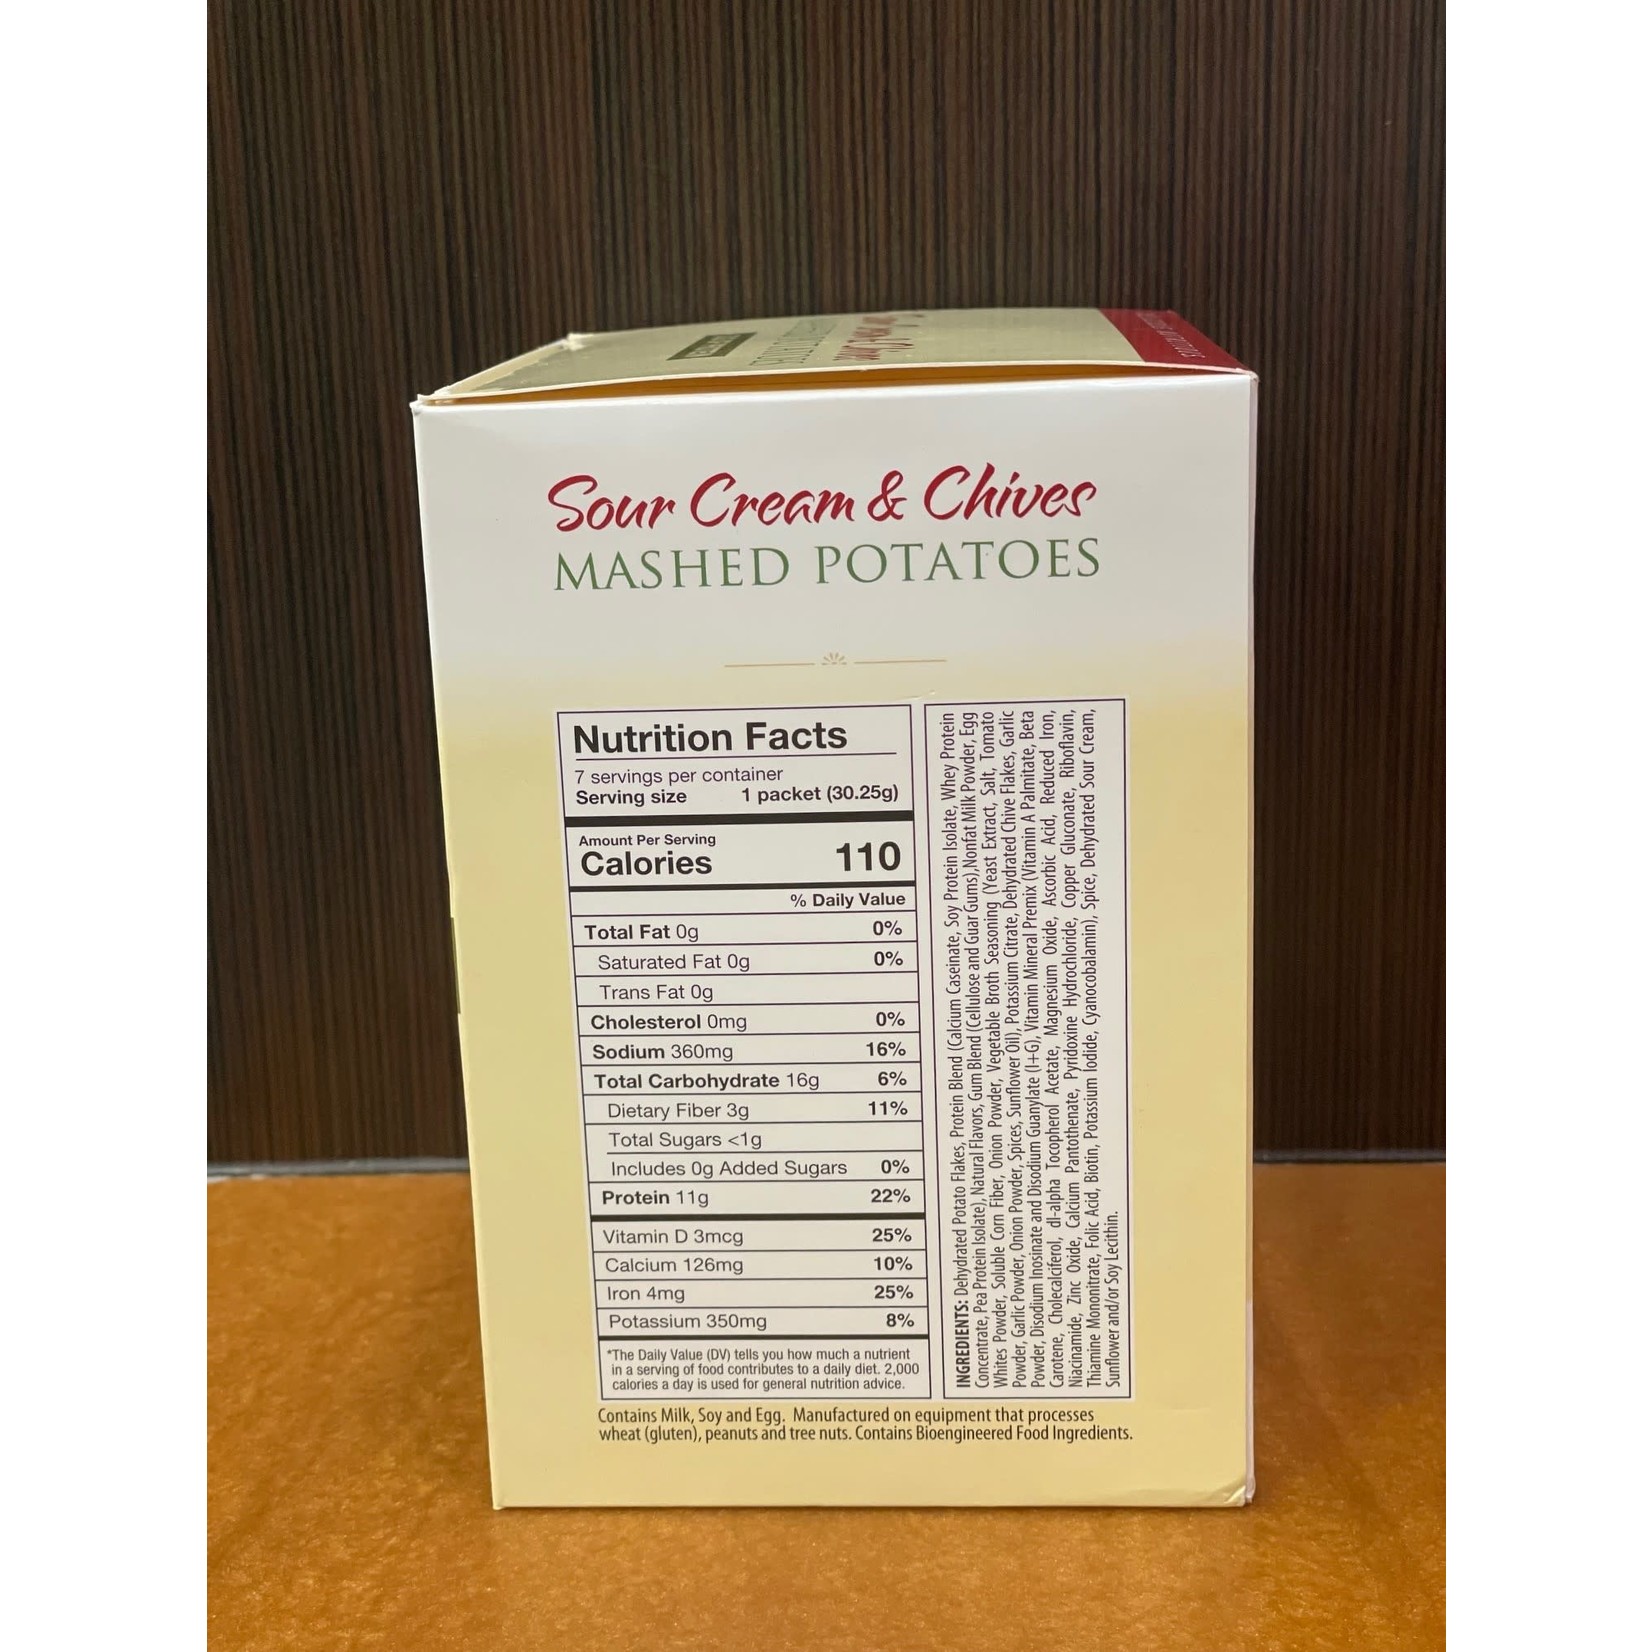 Sour Cream & Chives
MASHED POTATOES
Nutrition Facts
7 servings per container
Serving size 1 packet (30.25g)
Amount Per Serving
Calories 110
% Daily Value
Total Fat 0g 0%
Saturated Fat 0g 0%
Trans Fat 0g
Cholesterol 0mg 0%
Sodium 360mg 16%
Total Carbohydrate 16g 6%
Dietary Fiber 3g 11%
Total Sugars <1g
Includes 0g Added Sugars 0%
Protein 11g 22%
Vitamin D 3mcg 25%
Calcium 126mg 10%
Iron 4mg 25%
Potassium 350mg 8%
*The Daily Value (DV) tells you how much a nutrient
in a serving of food contributes to a daily diet. 2,000
calories a day is used for general nutrition advice.
INGREDIENTS: Dehydrated Potato Flakes, Protein Blend (Calcium Caseinate, Soy Protein Isolate, Whey Protein
Concentrate, Pea Protein Isolate), Natural Flavors, Gum Blend (Cellulose and Guar Gums), Nonfat Milk Powder, Egg
Whites Powder, Soluble Corn Fiber, Onion Powder, Vegetable Broth Seasoning (Yeast Extract, Salt, Tomato
Powder, Garlic Powder, Onion Powder, Spices, Sunflower Oil), Potassium Citrate, Dehydrated Chive Flakes, Garlic
Powder, Disodium Inosinate and Disodium Guanylate (I+G), Vitamin Mineral Premix (Vitamin A Palmitate, Beta
Carotene, Cholecalciferol, dl-alpha Tocopherol Acetate, Magnesium Oxide, Ascorbic Acid, Reduced Iron,
Niacinamide, Zinc Oxide, Calcium Pantothenate, Pyridoxine Hydrochloride, Copper Gluconate, Riboflavin,
Thiamine Mononitrate, Folic Acid, Biotin, Potassium Iodide, Cyanocobalamin), Spice, Dehydrated Sour Cream,
Sunflower and/or Soy Lecithin.
Contains Milk, Soy and Egg. Manufactured on equipment that processes
wheat (gluten), peanuts and tree nuts. Contains Bioengineered Food Ingredients.